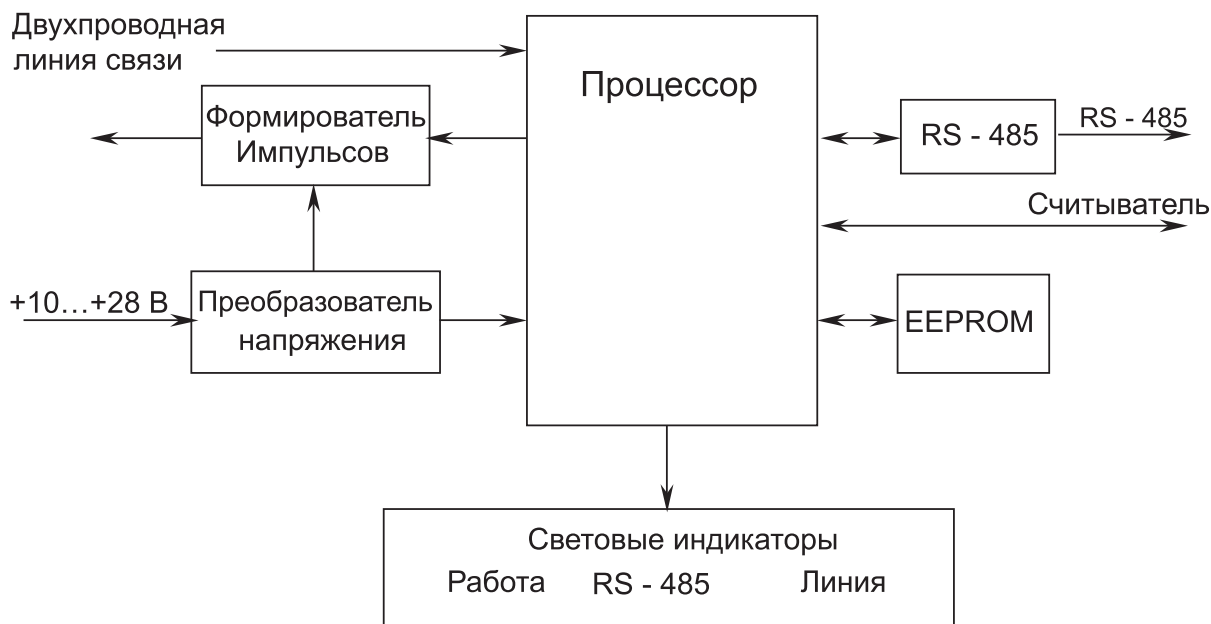 Двухпроводная
линия связи
Процессор
Формирователь
Импульсов
RS - 485
RS - 485
Считыватель
+10...+28 В
Преобразователь
напряжения
EEPROM
Световые индикаторы
Работа RS - 485 Линия